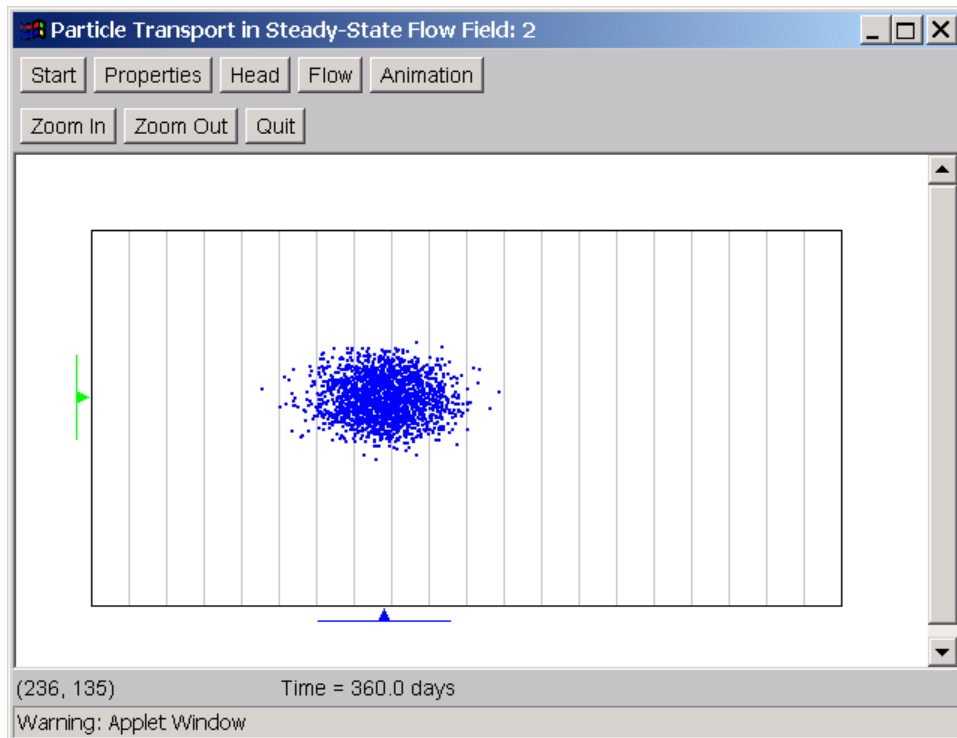 Particle Transport in Steady-State Flow Field: 2
Start Properties Head Flow Animation
Zoom In Zoom Out Quit
(236, 135) Time = 360.0 days
Warning: Applet Window